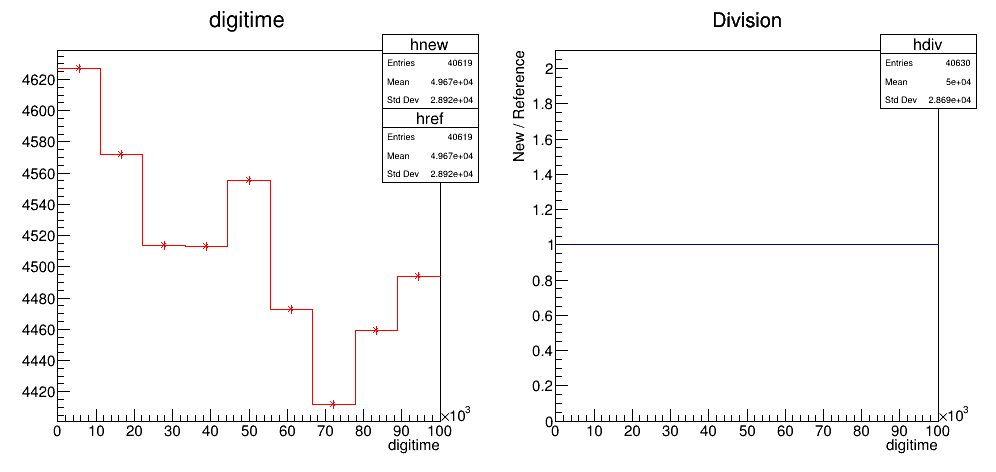 digitime
hnew
Entries 40619
Mean 4.967e+04
Std Dev 2.892e+04
href
Entries 40619
Mean 4.967e+04
Std Dev 2.892e+04
4620
4600
4580
4560
4540
4520
4500
4480
4460
4440
4420
0 10 20 30 40 50 60 70 80 90 100
×10³
digitime
Division
hdiv
Entries 40630
Mean 5e+04
Std Dev 2.869e+04
New / Reference
2
1.8
1.6
1.4
1.2
1
0.8
0.6
0.4
0.2
0
0 10 20 30 40 50 60 70 80 90 100
×10³
digitime